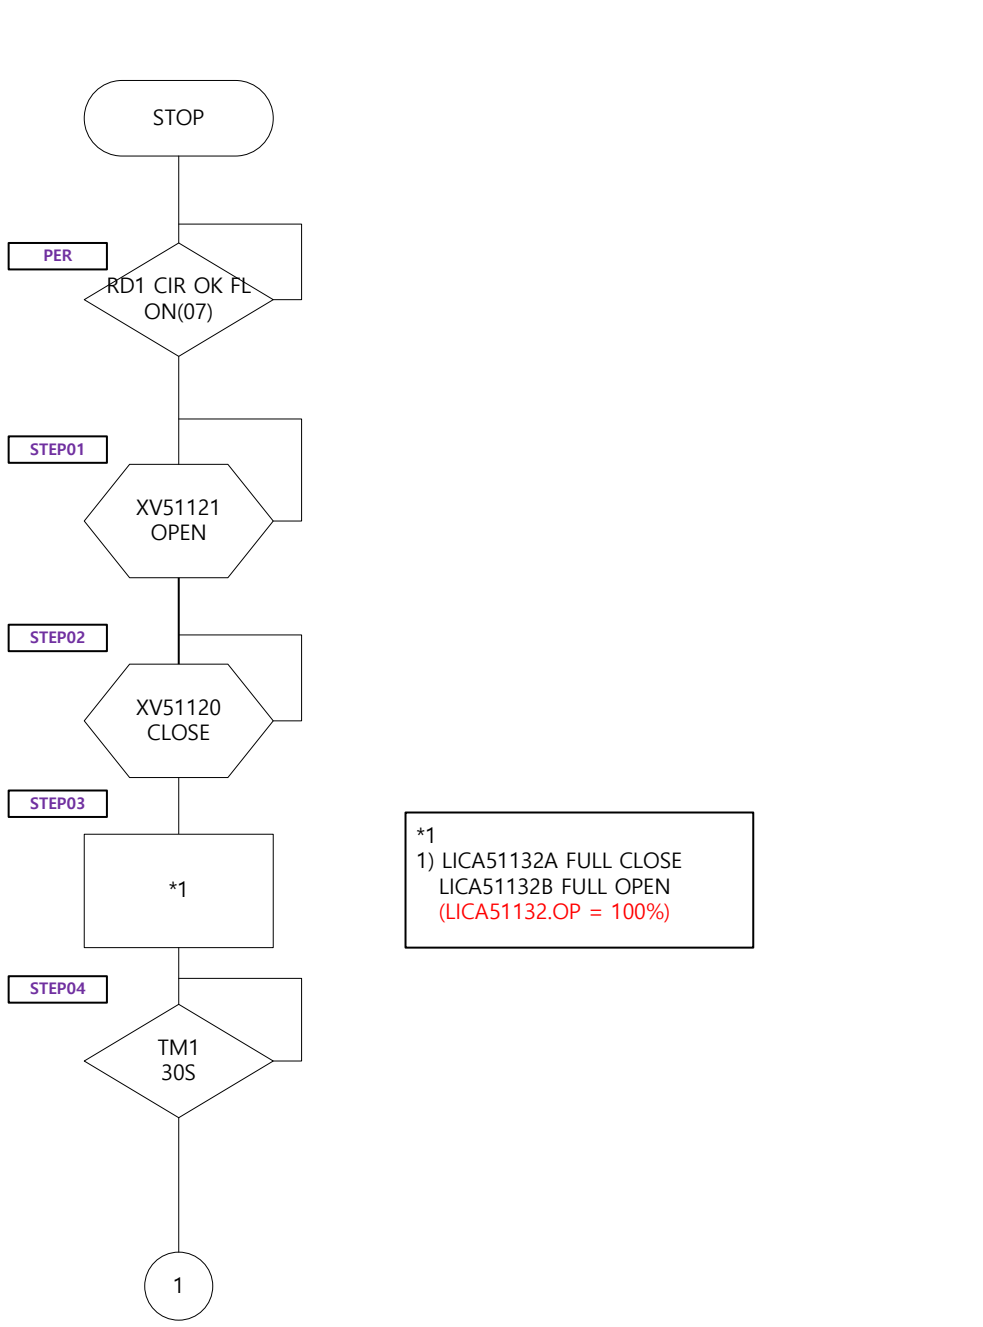 STOP
PER
RD1 CIR OK FL
ON(07)
STEP01
XV51121
OPEN
STEP02
XV51120
CLOSE
STEP03
*1
*1
1) LICA51132A FULL CLOSE
LICA51132B FULL OPEN
(LICA51132.OP = 100%)
STEP04
TM1
30S
1